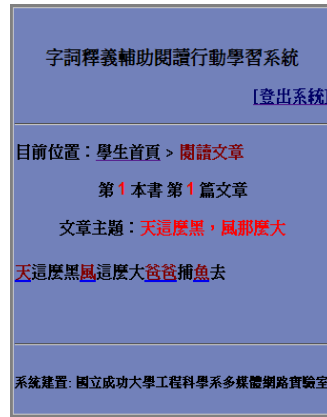 字詞釋義輔助閱讀行動學習系統
[登出系統]
目前位置：學生首頁 > 閱讀文章
第1本書 第1篇文章
文章主題：天這麼黑，風那麼大
天這麼黑風這麼大爸爸捕魚去
系統建置: 國立成功大學工程科學系多媒體網路實驗室